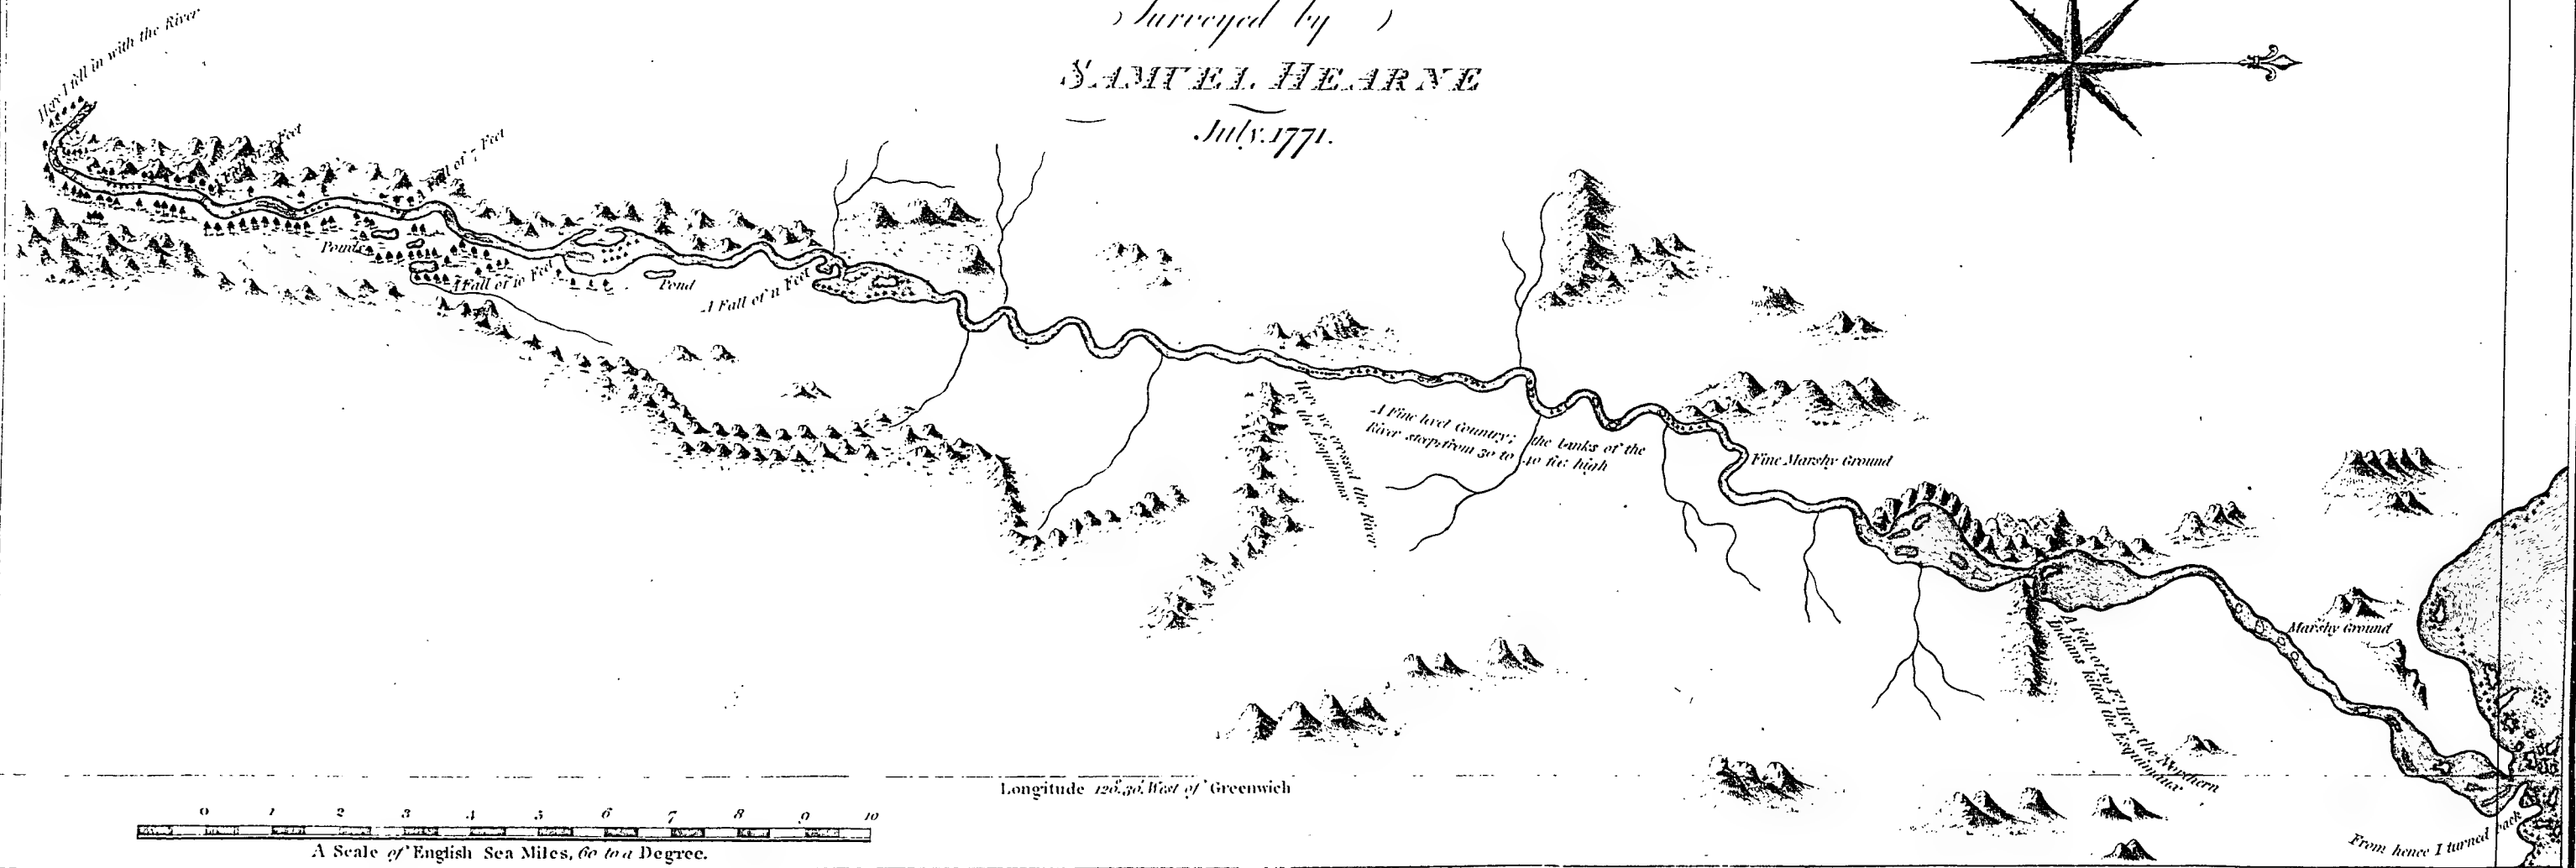 Surveyed by
SAMUEL HEARNE
July. 1771.
Here I fell in with the River
A Fall of 7 Feet
Ponds
A Fall of 10 Feet
Pond
A Fall of 11 Feet
we crossed the River
the Esquimaux
A Fine level Country; the banks of the
River steep from 30 to 40 feet high
Fine Marshy Ground
A Fall of 10 Ft. Here the Northern
Indians killed the Esquimaux
Marshy Ground
From hence I turned back
Longitude 120°.30'. West of Greenwich
0 1 2 3 4 5 6 7 8 9 10
A Scale of English Sea Miles, 60 to a Degree.